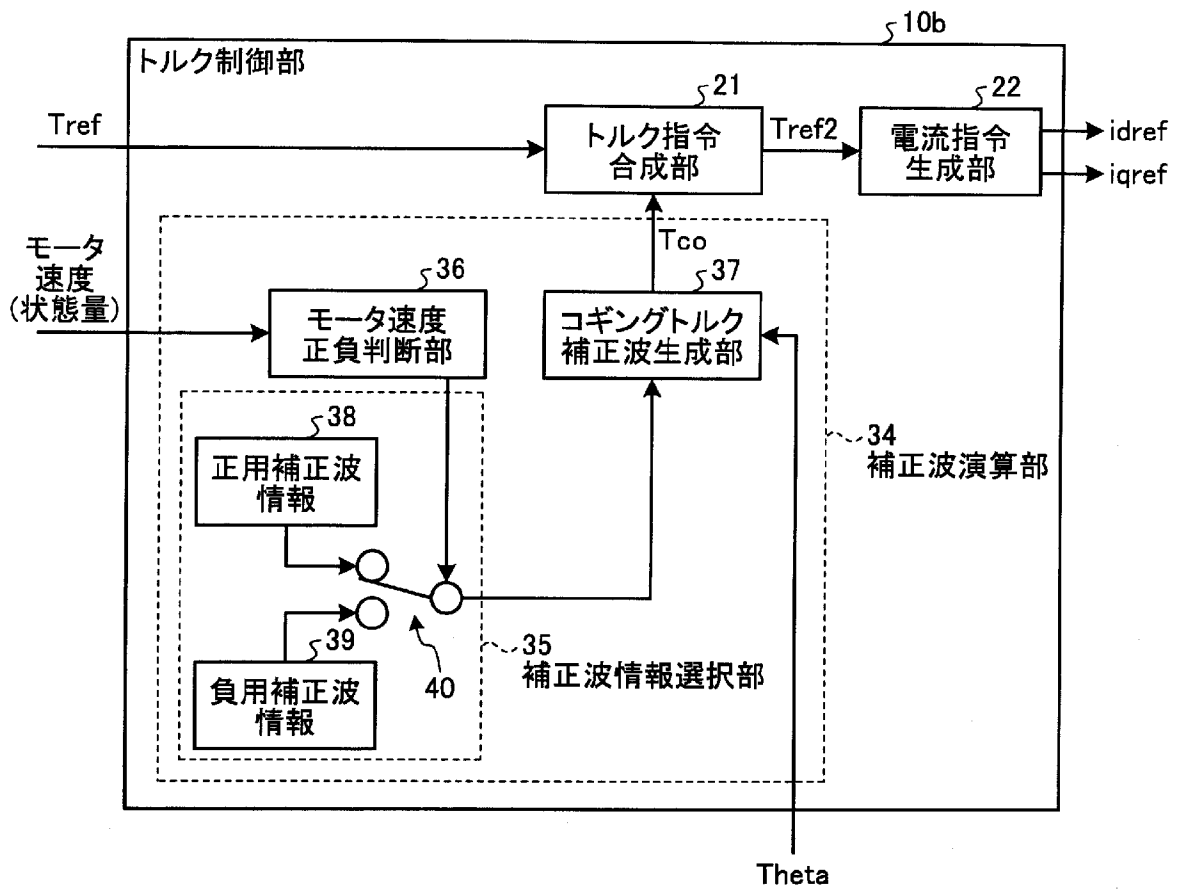 10b
トルク制御部
Tref
21
トルク指令
合成部
Tref2
22
電流指令
生成部
idref
iqref
モータ
速度
(状態量)
Tco
36
モータ速度
正負判断部
37
コギングトルク
補正波生成部
38
正用補正波
情報
34
補正波演算部
39
負用補正波
情報
40
35
補正波情報選択部
Theta